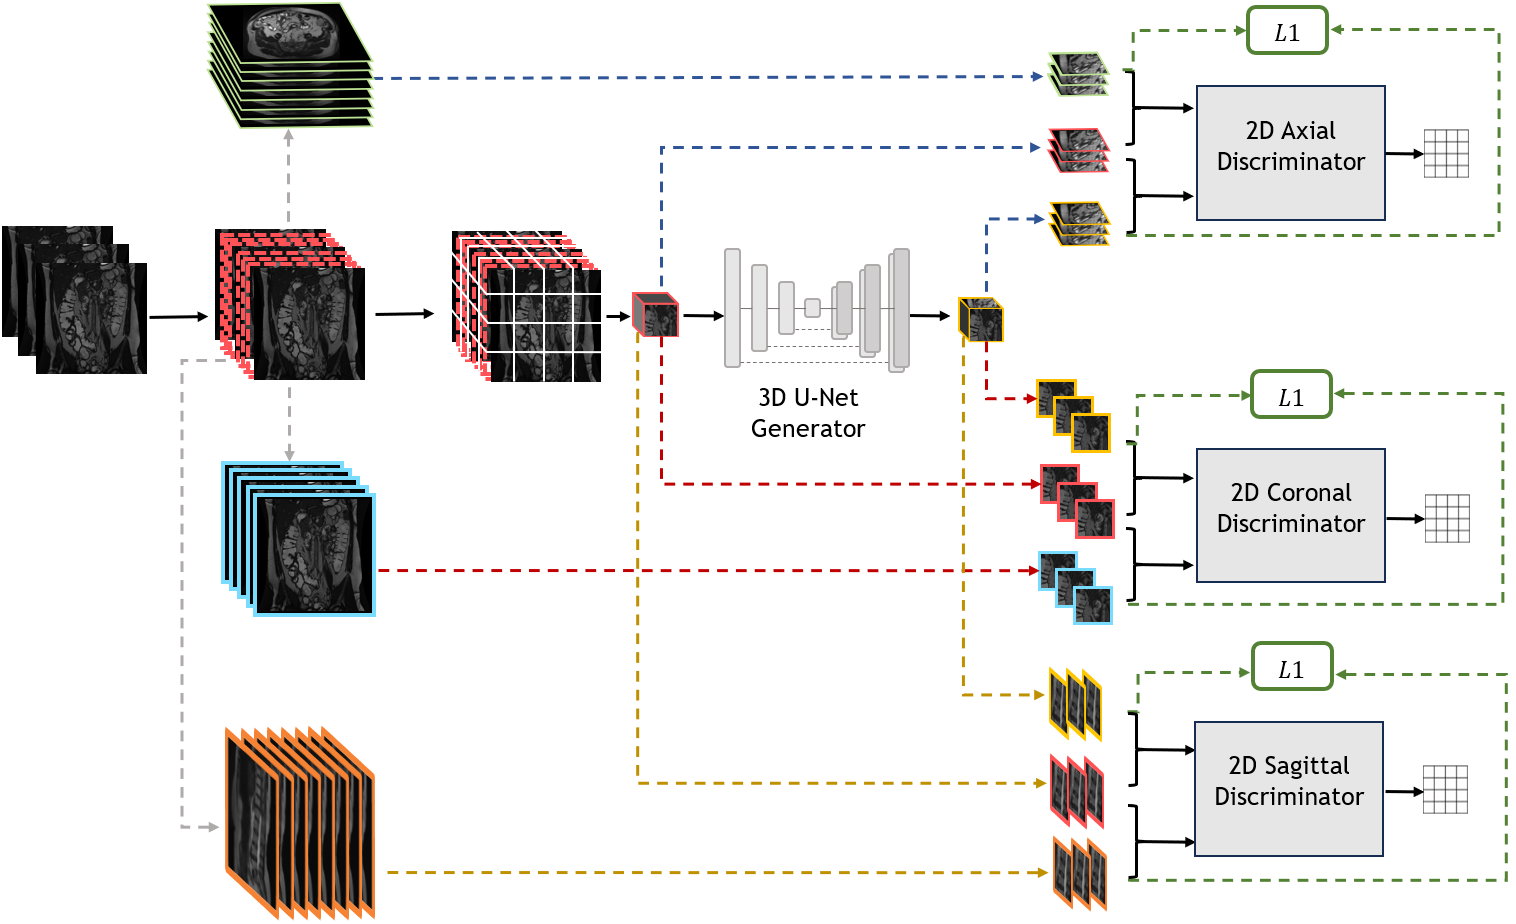 L1
2D Axial
Discriminator
3D U-Net
Generator
L1
2D Coronal
Discriminator
L1
2D Sagittal
Discriminator